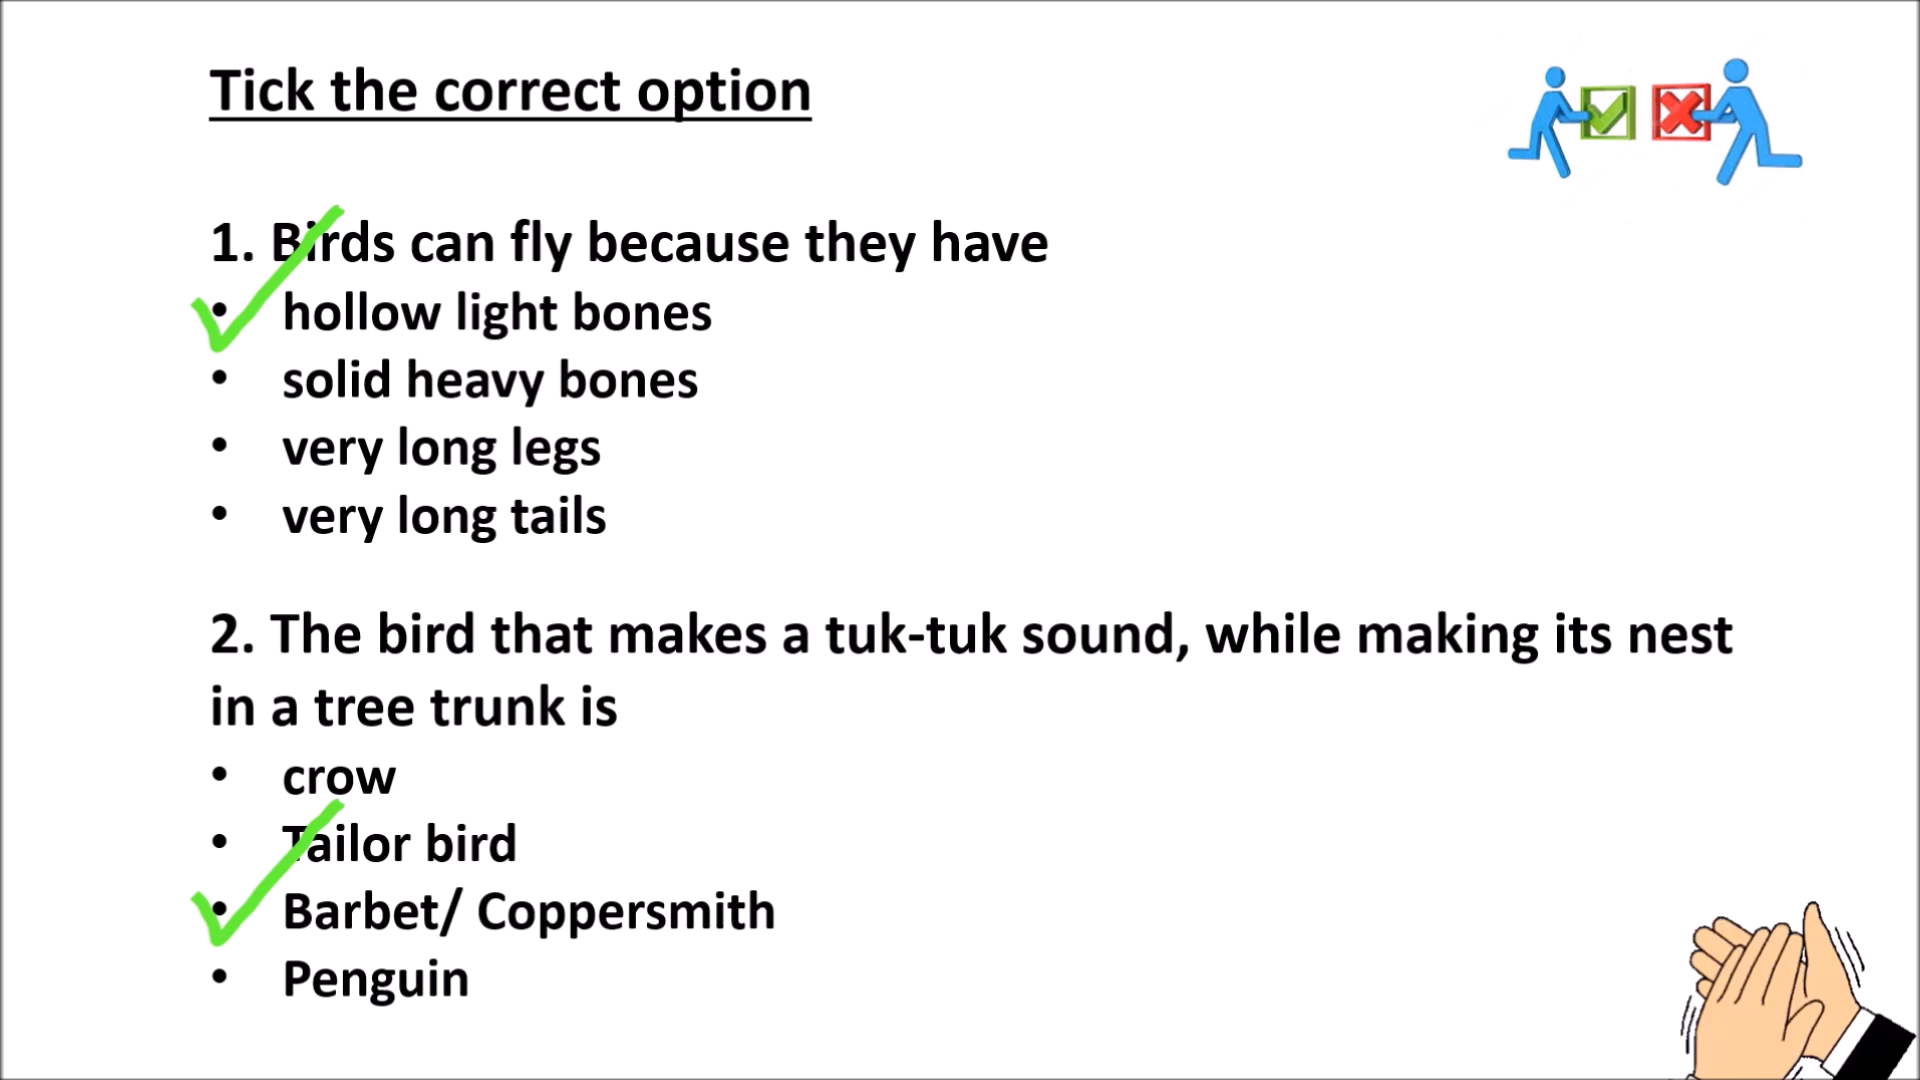 Tick the correct option
1. Birds can fly because they have
• hollow light bones
• solid heavy bones
• very long legs
• very long tails
2. The bird that makes a tuk-tuk sound, while making its nest
in a tree trunk is
• crow
• Tailor bird
• Barbet/ Coppersmith
• Penguin